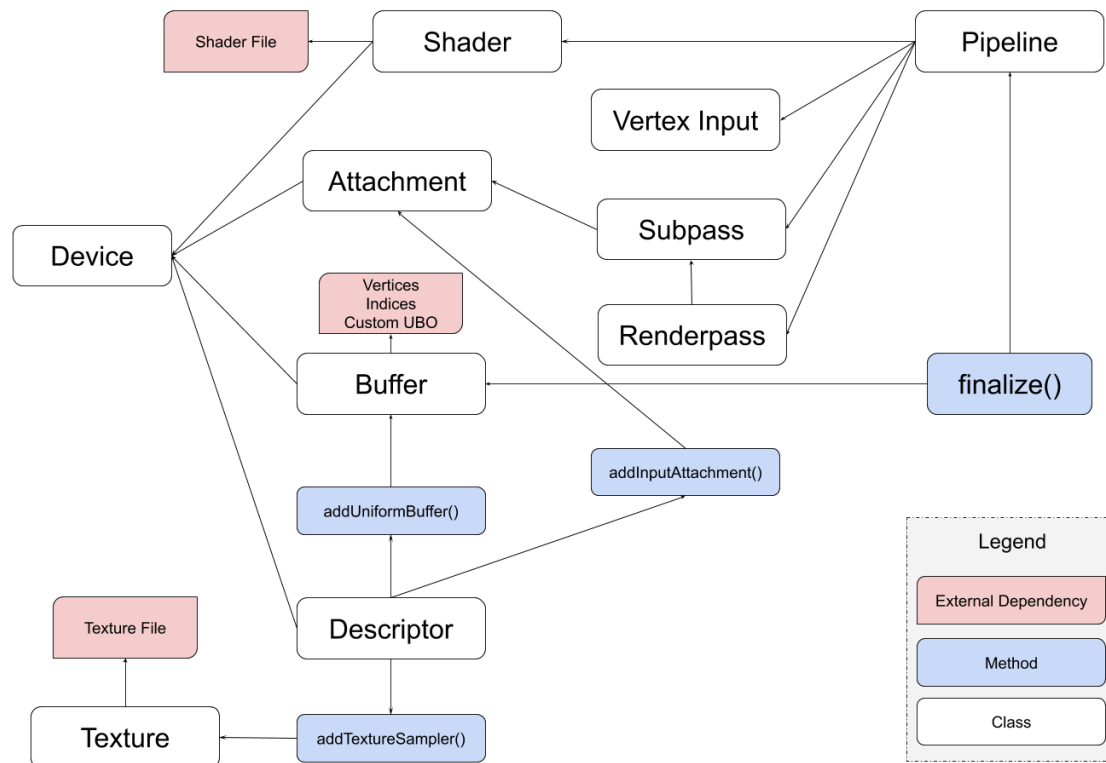 Shader File
Shader
Pipeline
Vertex Input
Attachment
Subpass
Device
Vertices
Indices
Custom UBO
Renderpass
Buffer
finalize()
addInputAttachment()
addUniformBuffer()
Legend
External Dependency
Texture File
Descriptor
Method
Texture
addTextureSampler()
Class